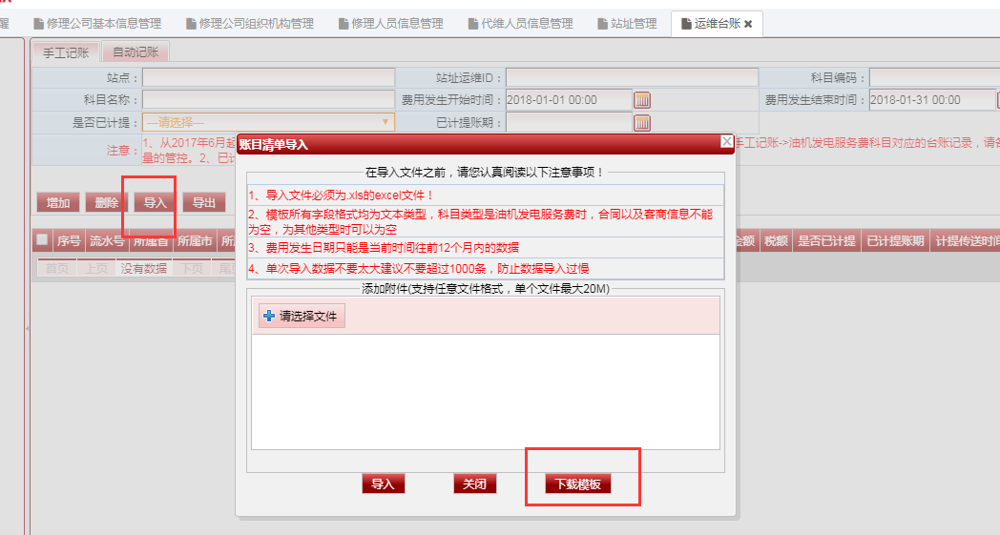 醒 修理公司基本信息管理 修理公司组织机构管理 修理人员信息管理 代维人员信息管理 站址管理 运维台账
手工记账 自动记账
站点： 站址运维ID： 科目编码：
科目名称： 费用发生开始时间： 2018-01-01 00:00 费用发生结束时间： 2018-01-31 00:00
是否已计提： ---请选择--- 已计提账期：
注意： 1、从2017年6月起 手工记账->油机发电服务费科目对应的台账记录，请各
量的管控。2、已计
增加 删除 导入 导出
序号 流水号 所属省 所属市 所 金额 税额 是否已计提 已计提账期 计提传送时间
首页 上页 没有数据 下页 尾页
账目清单导入
在导入文件之前，请您认真阅读以下注意事项！
1、导入文件必须为.xls的excel文件！
2、模板所有字段格式均为文本类型，科目类型是油机发电服务费时，合同以及客商信息不能
为空，为其他类型时可以为空
3、费用发生日期只能是当前时间往前12个月内的数据
4、单次导入数据不要太大建议不要超过1000条，防止数据导入过慢
添加附件(支持任意文件格式，单个文件最大20M)
请选择文件
导入 关闭 下载模板